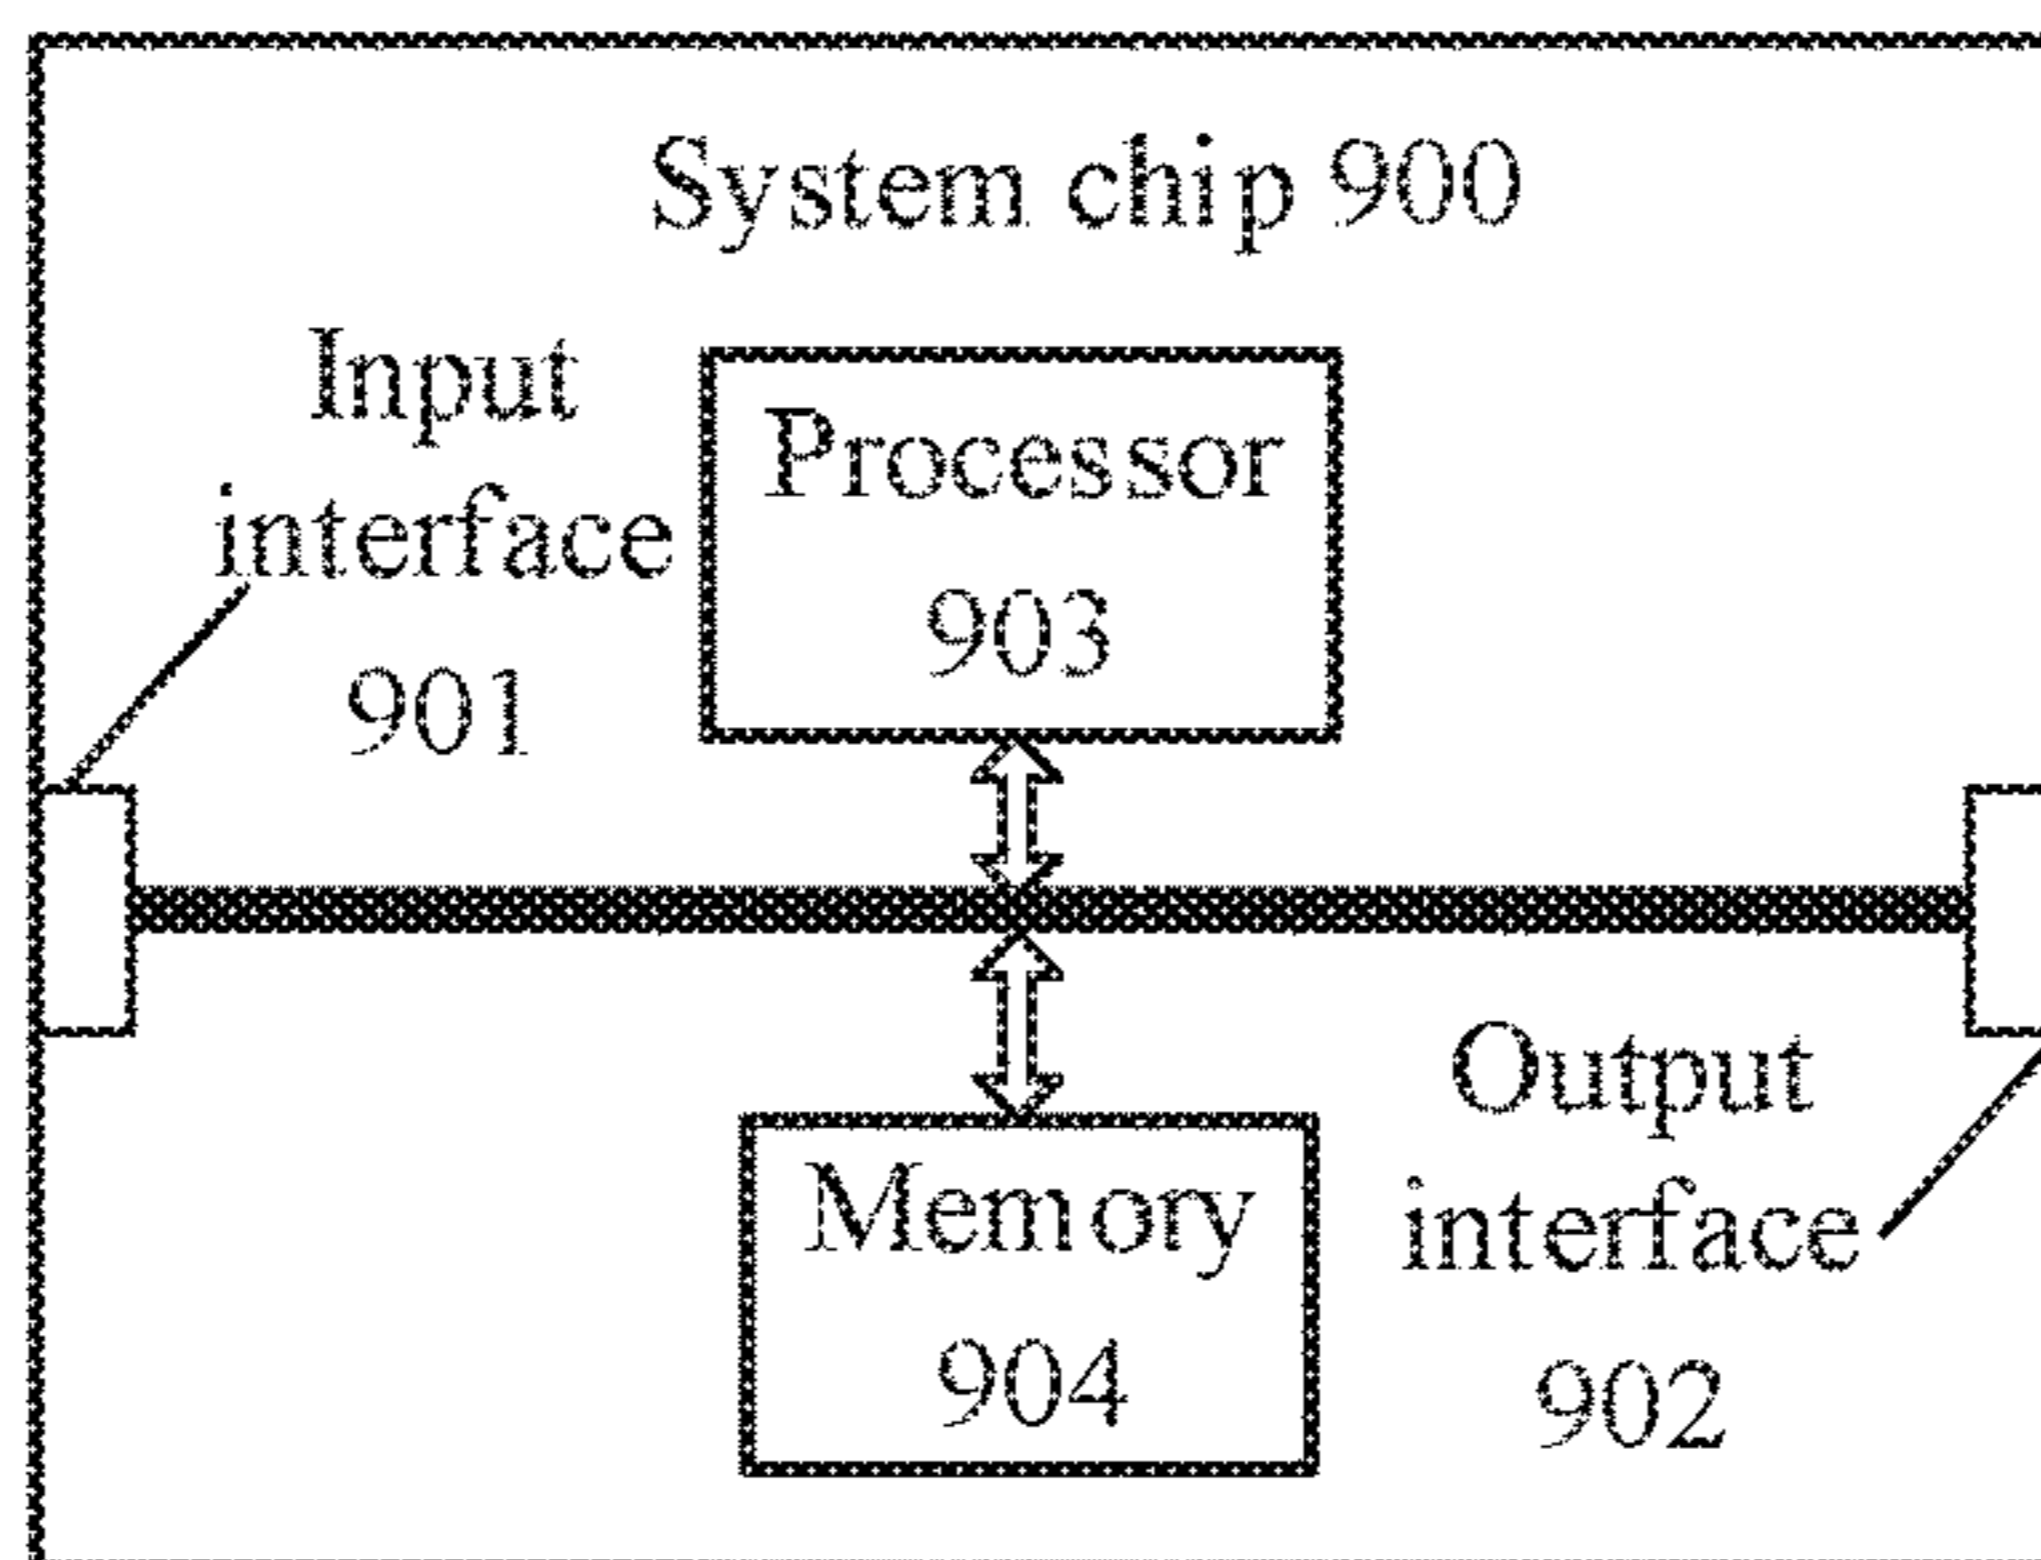 System chip 900
Input
interface
901
Processor
903
Memory
904
Output
interface
902